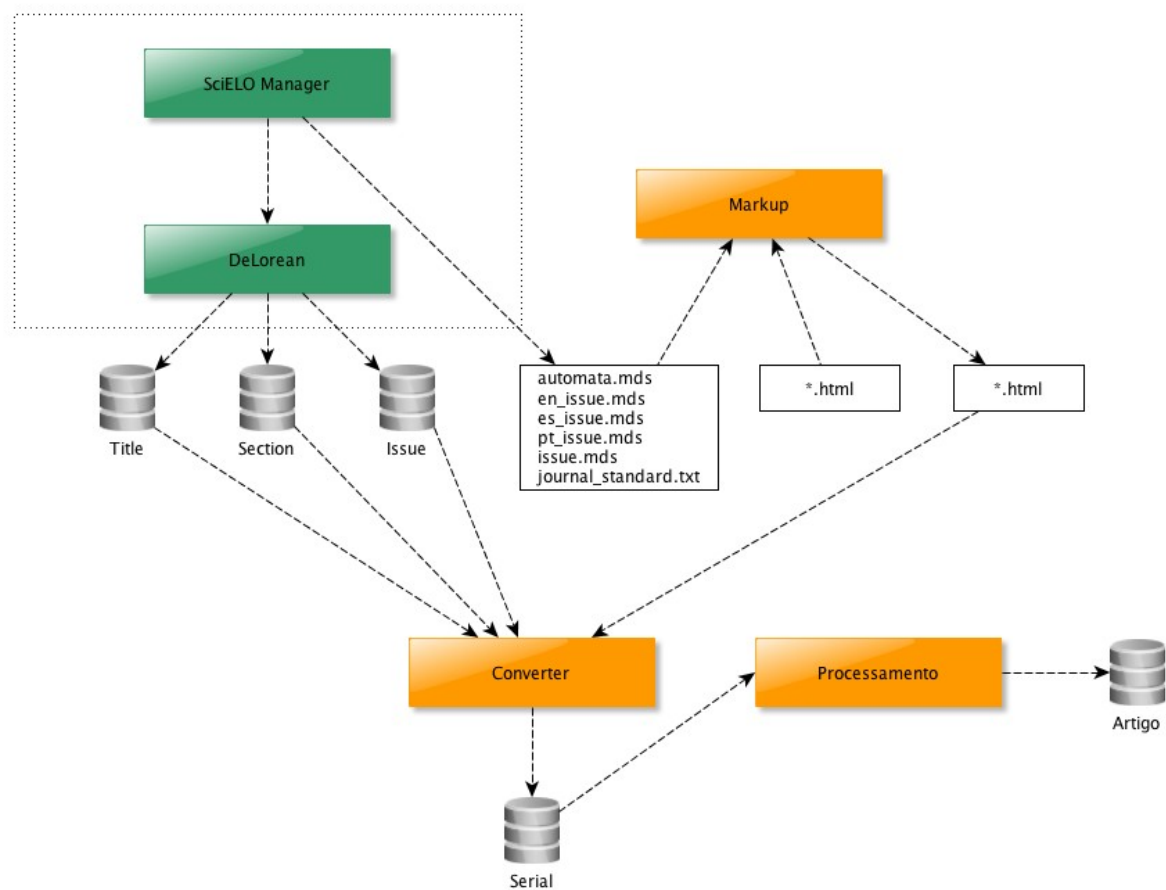 SciELO Manager
Markup
DeLorean
automata.mds
en_issue.mds
es_issue.mds
pt_issue.mds
issue.mds
journal_standard.txt
*.html
*.html
Title
Section
Issue
Converter
Processamento
Artigo
Serial